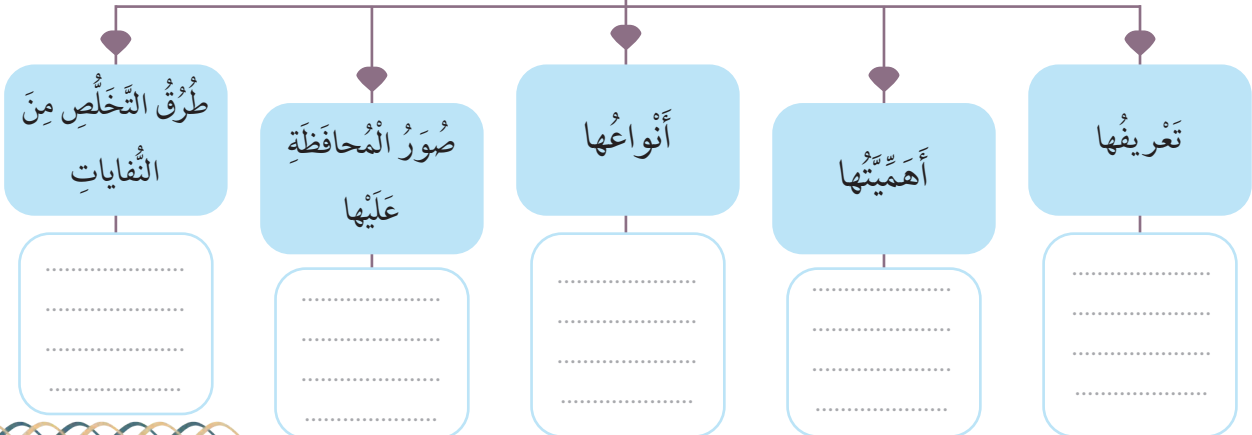 تَعْريفُها
أَهَمِّيَّتُها
أَنْواعُها
صُوَرُ الْمُحافَظَةِ
عَلَيْها
طُرُقُ التَّخَلُّصِ مِنَ
النُّفاياتِ